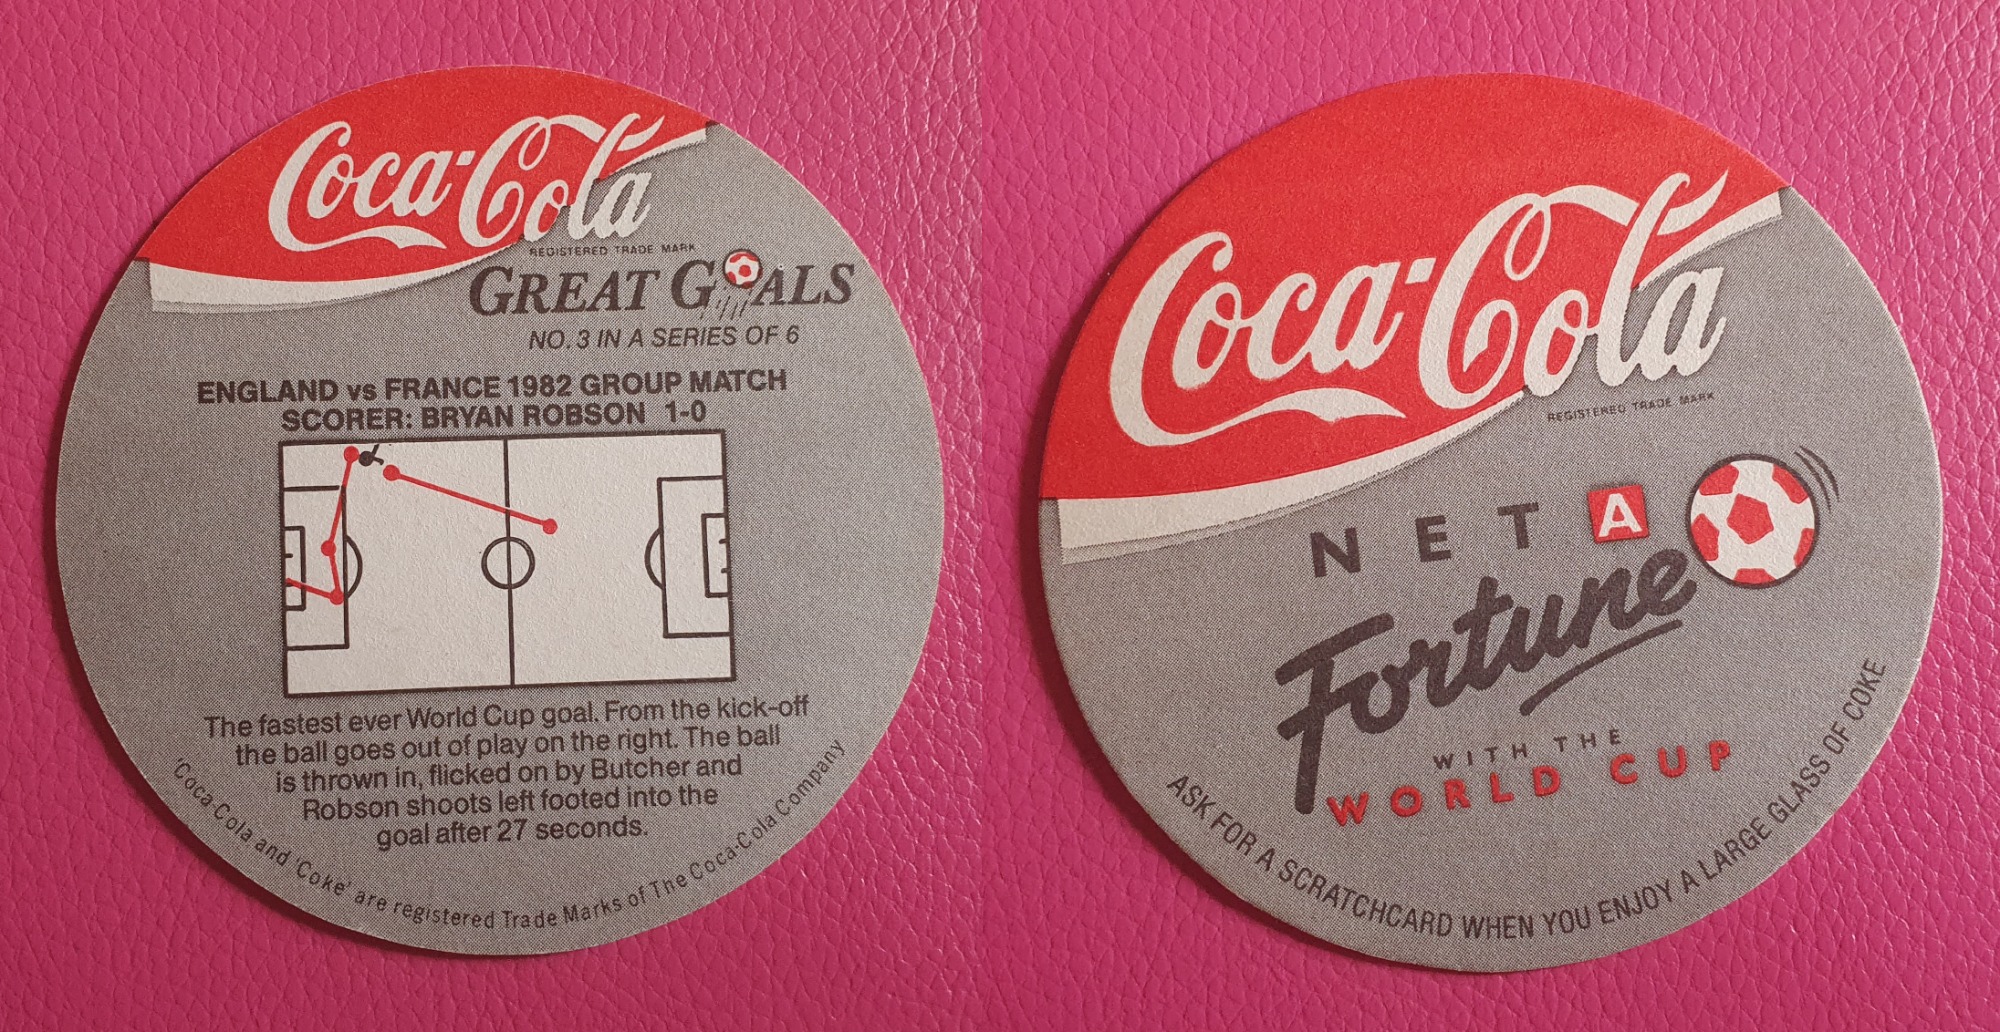 Coca-Cola
REGISTERED TRADE MARK
GREAT GOALS
NO. 3 IN A SERIES OF 6
ENGLAND vs FRANCE 1982 GROUP MATCH
SCORER: BRYAN ROBSON 1-0
The fastest ever World Cup goal. From the kick-off
the ball goes out of play on the right. The ball
is thrown in, flicked on by Butcher and
Robson shoots left footed into the
goal after 27 seconds.
'Coca-Cola and 'Coke' are registered Trade Marks of The Coca-Cola Company
Coca-Cola
REGISTERED TRADE MARK
NET A
Fortune
WITH THE
WORLD CUP
ASK FOR A SCRATCHCARD WHEN YOU ENJOY A LARGE GLASS OF COKE